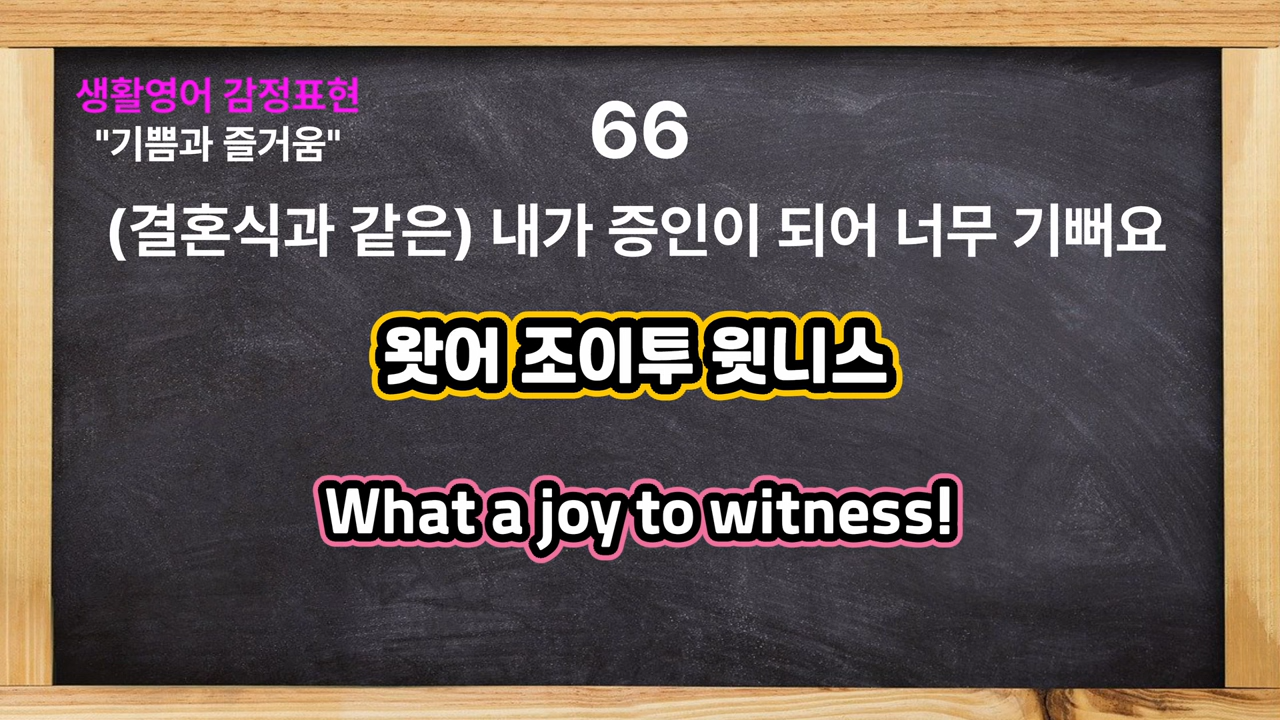 생활영어 감정표현
"기쁨과 즐거움"
66
(결혼식과 같은) 내가 증인이 되어 너무 기뻐요
왓어 조이투 윗니스
What a joy to witness!